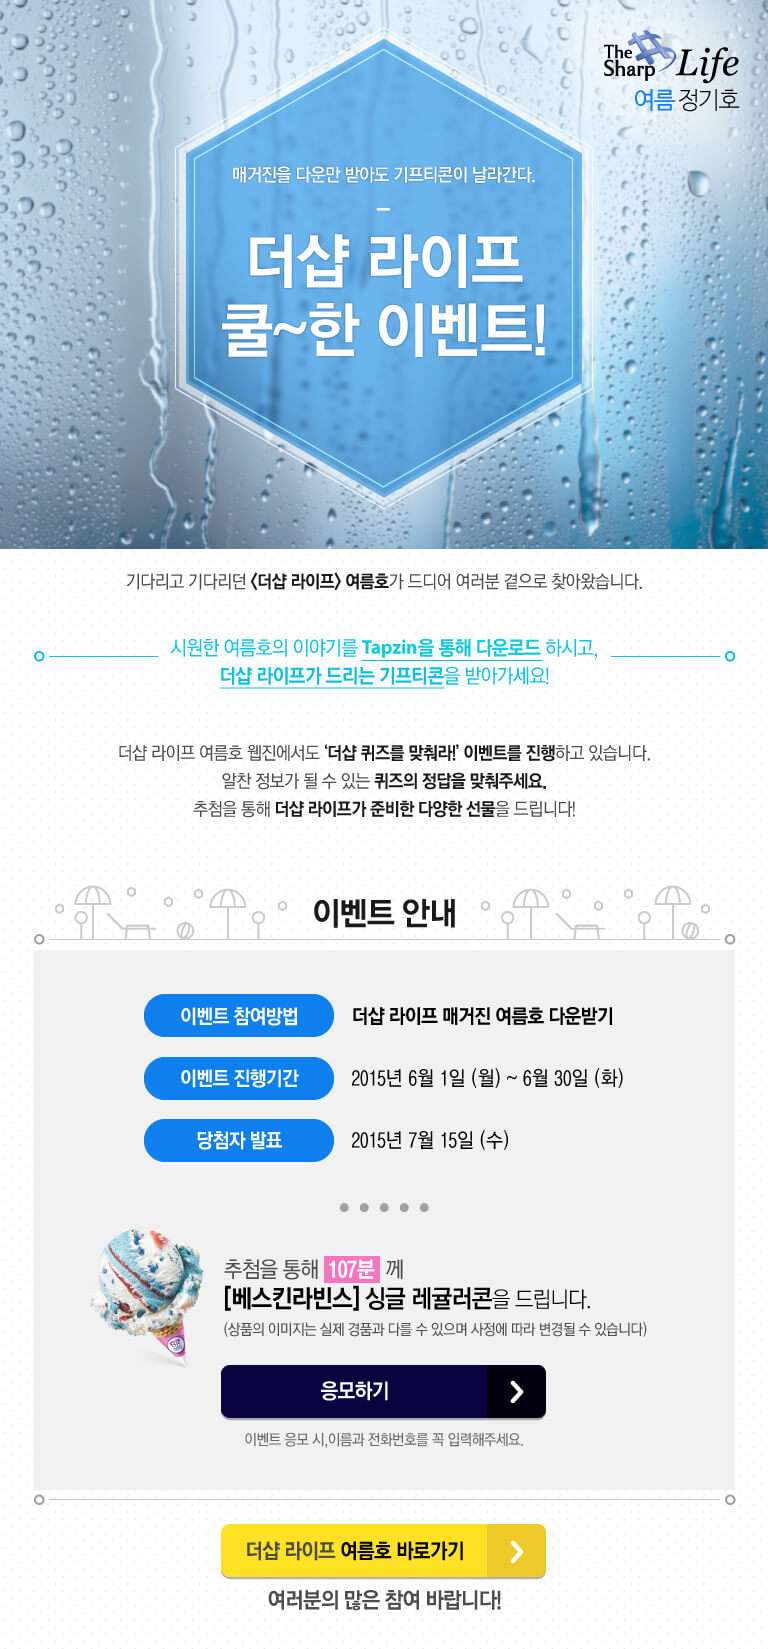 The
Sharp Life
여름 정기호
매거진을 다운만 받아도 기프티콘이 날라간다.
더샵 라이프
쿨~한 이벤트!
기다리고 기다리던 <더샵 라이프> 여름호가 드디어 여러분 곁으로 찾아왔습니다.
시원한 여름호의 이야기를 Tapzin을 통해 다운로드 하시고,
더샵 라이프가 드리는 기프티콘을 받아가세요!
더샵 라이프 여름호 웹진에서도 ‘더샵 퀴즈를 맞춰라!’ 이벤트를 진행하고 있습니다.
알찬 정보가 될 수 있는 퀴즈의 정답을 맞춰주세요.
추첨을 통해 더샵 라이프가 준비한 다양한 선물을 드립니다!
이벤트 안내
이벤트 참여방법 더샵 라이프 매거진 여름호 다운받기
이벤트 진행기간 2015년 6월 1일 (월) ~ 6월 30일 (화)
당첨자 발표 2015년 7월 15일 (수)
추첨을 통해 107분 께
[베스킨라빈스] 싱글 레귤러콘을 드립니다.
(상품의 이미지는 실제 경품과 다를 수 있으며 사정에 따라 변경될 수 있습니다)
응모하기
이벤트 응모 시,이름과 전화번호를 꼭 입력해주세요.
더샵 라이프 여름호 바로가기
여러분의 많은 참여 바랍니다!